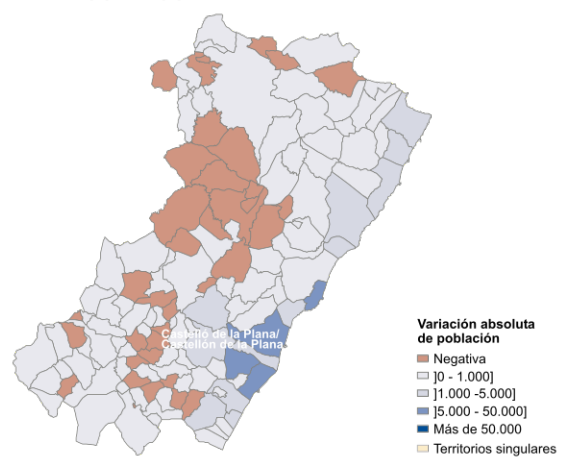 Castelló de la Plana/
Castellón de la Plana
Variación absoluta
de población
Negativa
]0 - 1.000]
]1.000 -5.000]
]5.000 - 50.000]
Más de 50.000
Territorios singulares